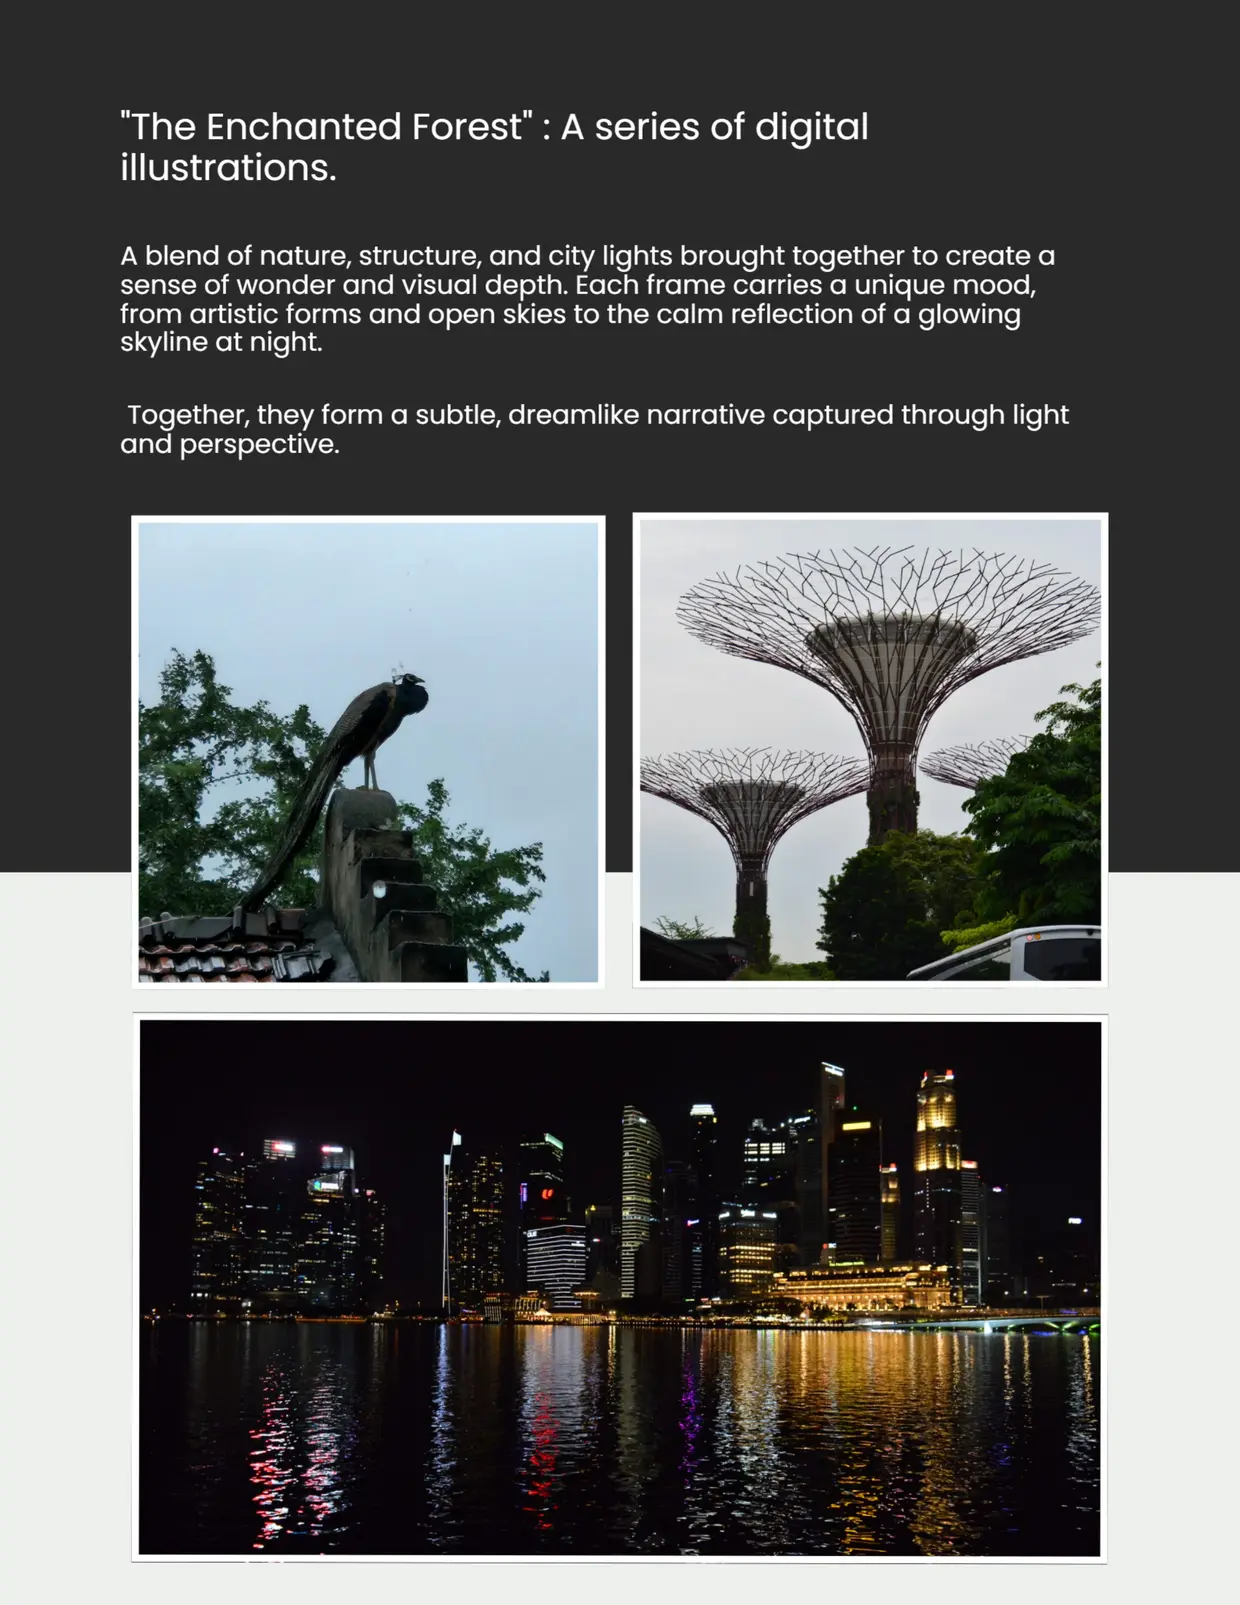 "The Enchanted Forest" : A series of digital
illustrations.
A blend of nature, structure, and city lights brought together to create a
sense of wonder and visual depth. Each frame carries a unique mood,
from artistic forms and open skies to the calm reflection of a glowing
skyline at night.
Together, they form a subtle, dreamlike narrative captured through light
and perspective.